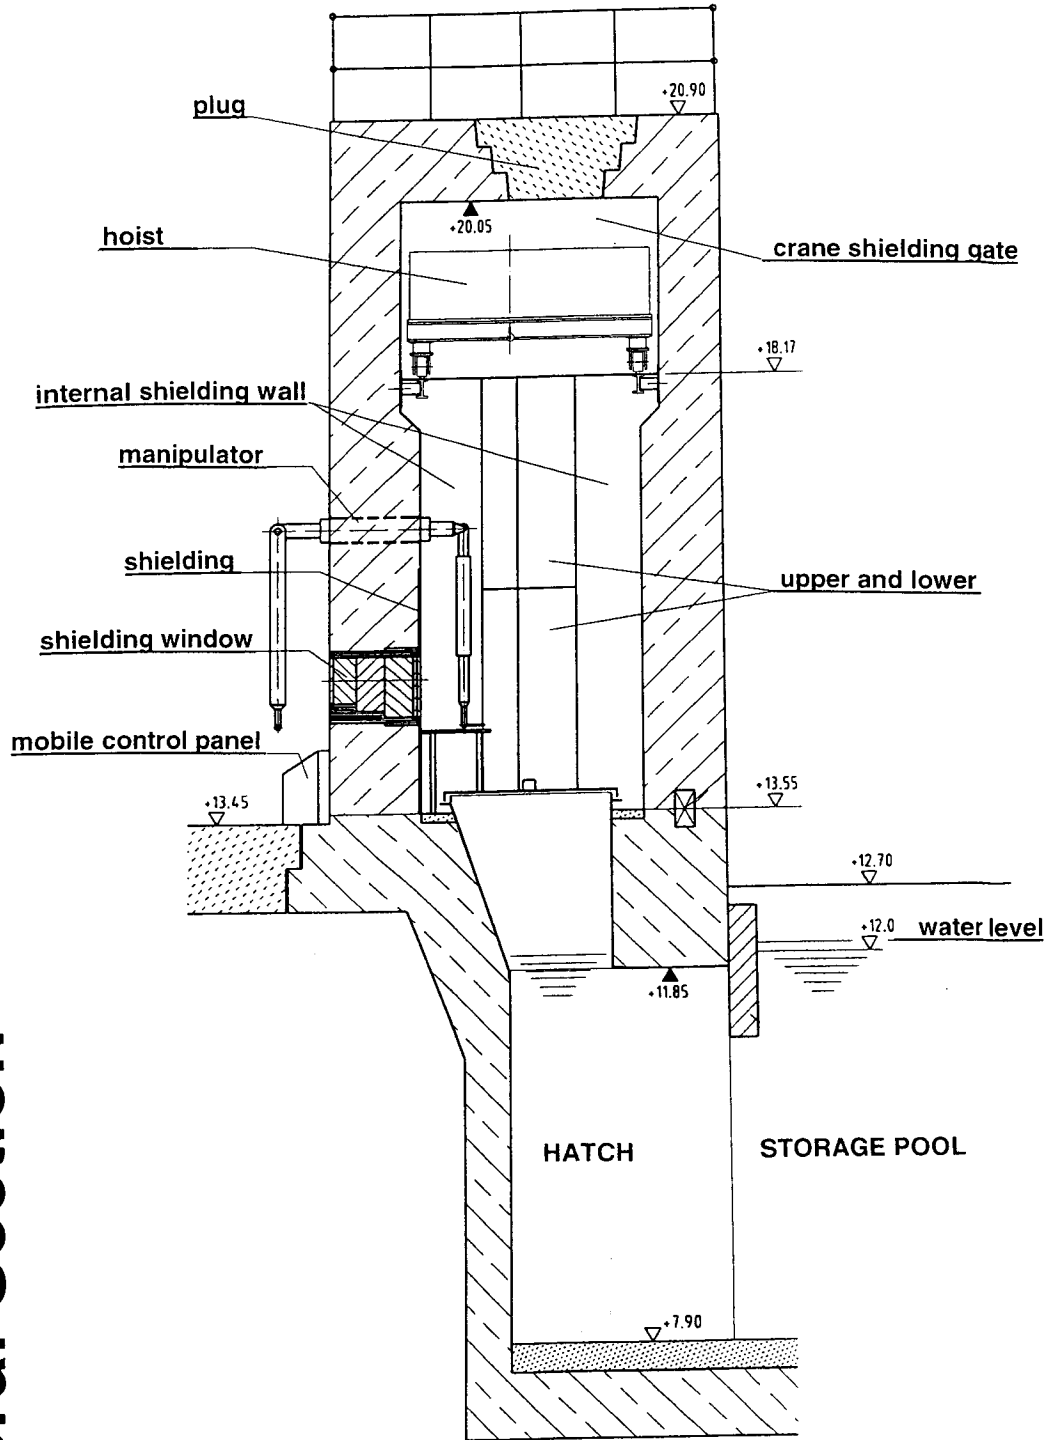 +20.90
plug
+20.05
hoist
crane shielding gate
+18.17
internal shielding wall
manipulator
shielding
upper and lower
shielding window
mobile control panel
+13.45
+13.55
+12.70
+12.0 water level
+11.85
HATCH
STORAGE POOL
+7.90